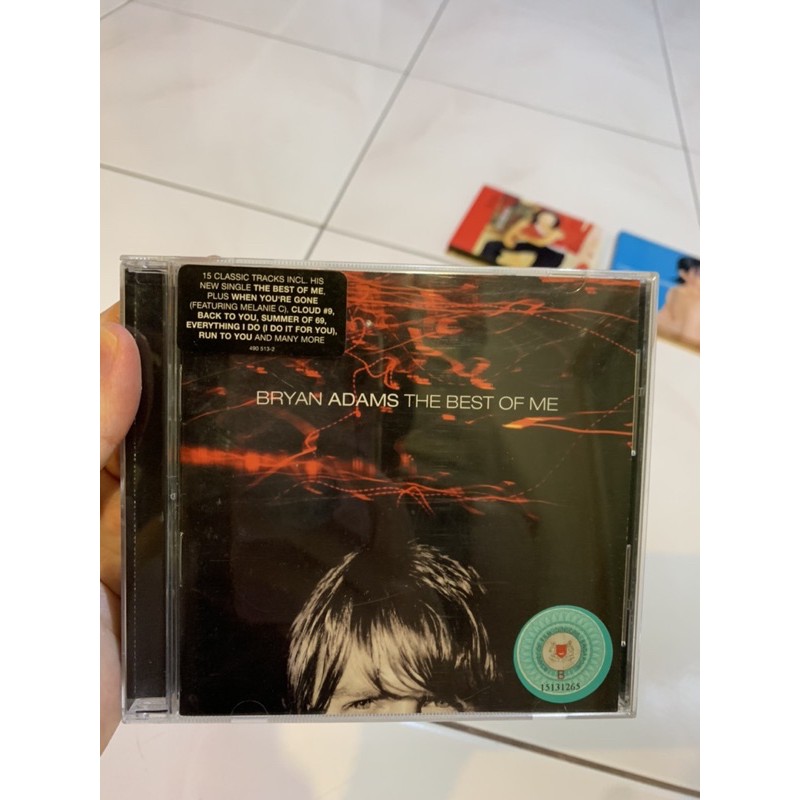 15 CLASSIC TRACKS INCL. HIS
NEW SINGLE THE BEST OF ME,
PLUS WHEN YOU'RE GONE
(FEATURING MELANIE C), CLOUD #9,
BACK TO YOU, SUMMER OF 69,
EVERYTHING I DO (I DO IT FOR YOU),
RUN TO YOU AND MANY MORE
490 513-2
BRYAN ADAMS THE BEST OF ME
B
15131265